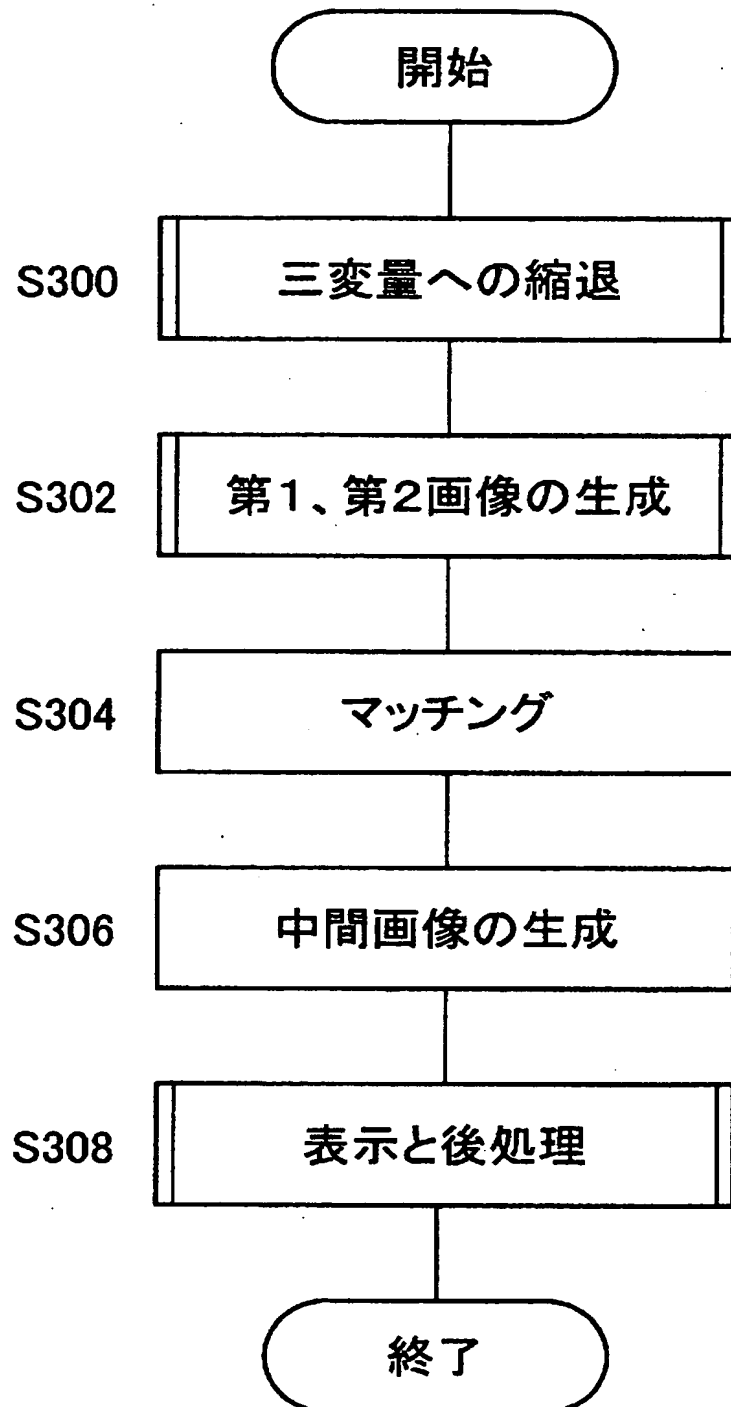 開始
S300 三変量への縮退
S302 第1、第2画像の生成
S304 マッチング
S306 中間画像の生成
S308 表示と後処理
終了